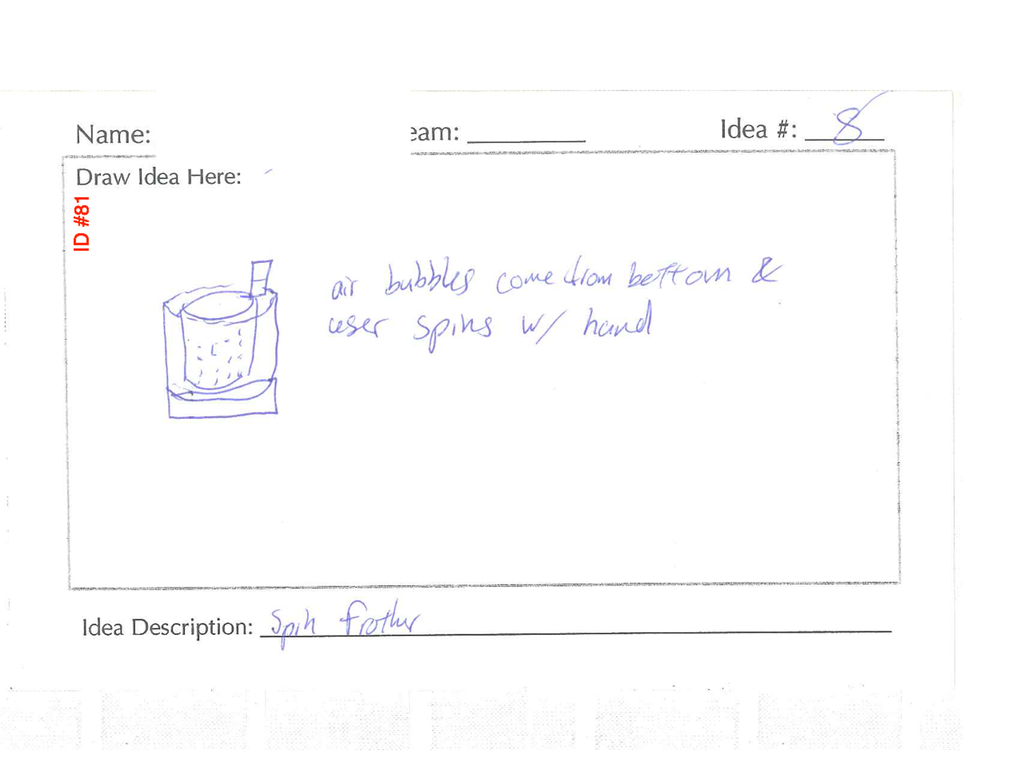 Name:
eam: Idea #: 8
Draw Idea Here:
ID #81
air bubbles come from bottom &
user spins w/ hand
Idea Description: Spin frother